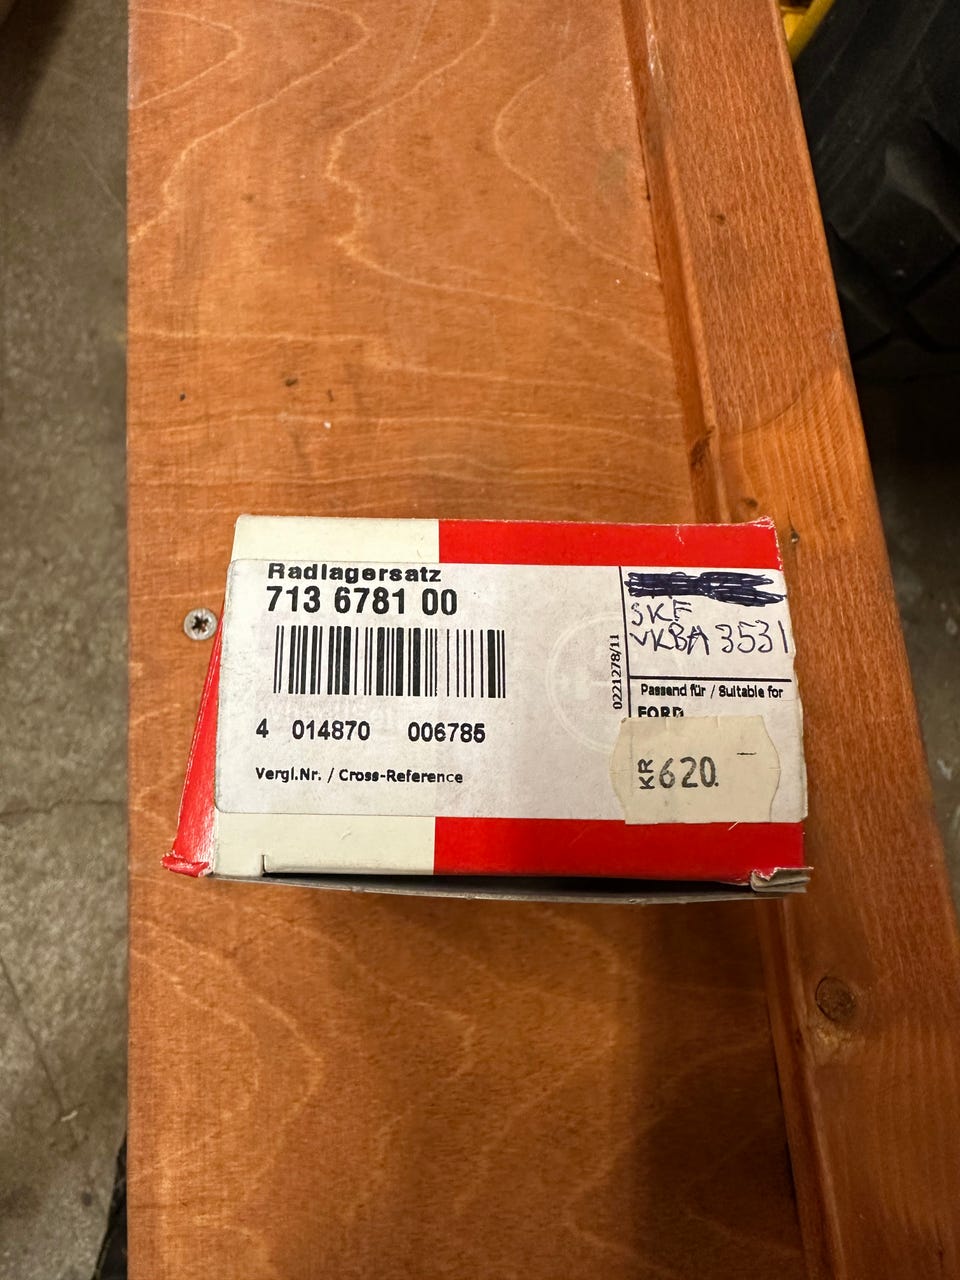 Radlagersatz
713 6781 00
4 014870 006785
Vergl.Nr. / Cross-Reference
SKF
VKBA 3531
0221278/11
Passend für / Suitable for
FORD
KR 620.-